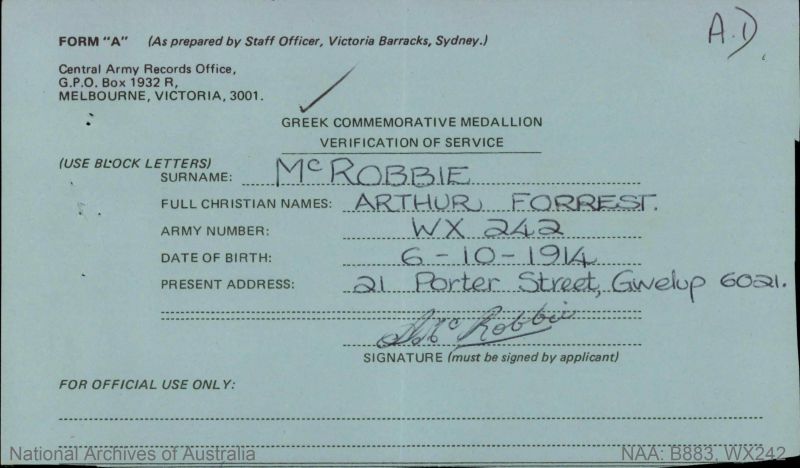 A.D.
FORM "A" (As prepared by Staff Officer, Victoria Barracks, Sydney.)
Central Army Records Office,
G.P.O. Box 1932 R,
MELBOURNE, VICTORIA, 3001.
GREEK COMMEMORATIVE MEDALLION
VERIFICATION OF SERVICE
(USE BLOCK LETTERS)
SURNAME: McROBBIE
FULL CHRISTIAN NAMES: ARTHUR FORREST.
ARMY NUMBER: WX 242
DATE OF BIRTH: 6-10-1914
PRESENT ADDRESS: 21 Porter Street, Gwelup 6021.
McRobbie
SIGNATURE (must be signed by applicant)
FOR OFFICIAL USE ONLY:
National Archives of Australia NAA: B883, WX242